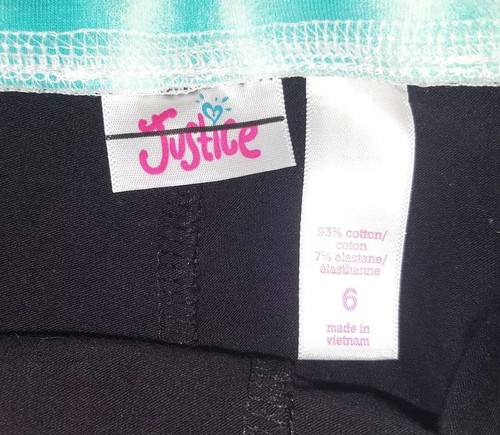 Justice
93% cotton/
coton
7% elastane/
élasthanne
6
made in
vietnam